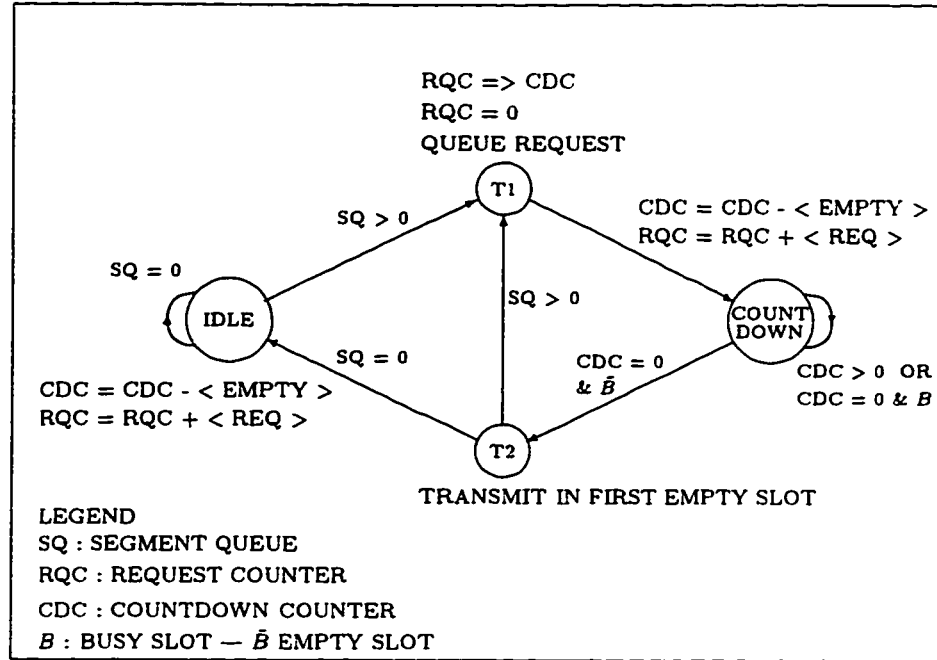 RQC => CDC
RQC = 0
QUEUE REQUEST
T1
SQ > 0
CDC = CDC - < EMPTY >
RQC = RQC + < REQ >
SQ = 0
IDLE
SQ > 0
COUNT
DOWN
SQ = 0
CDC = 0
& B̄
CDC > 0 OR
CDC = 0 & B
CDC = CDC - < EMPTY >
RQC = RQC + < REQ >
T2
TRANSMIT IN FIRST EMPTY SLOT
LEGEND
SQ : SEGMENT QUEUE
RQC : REQUEST COUNTER
CDC : COUNTDOWN COUNTER
B : BUSY SLOT — B̄ EMPTY SLOT